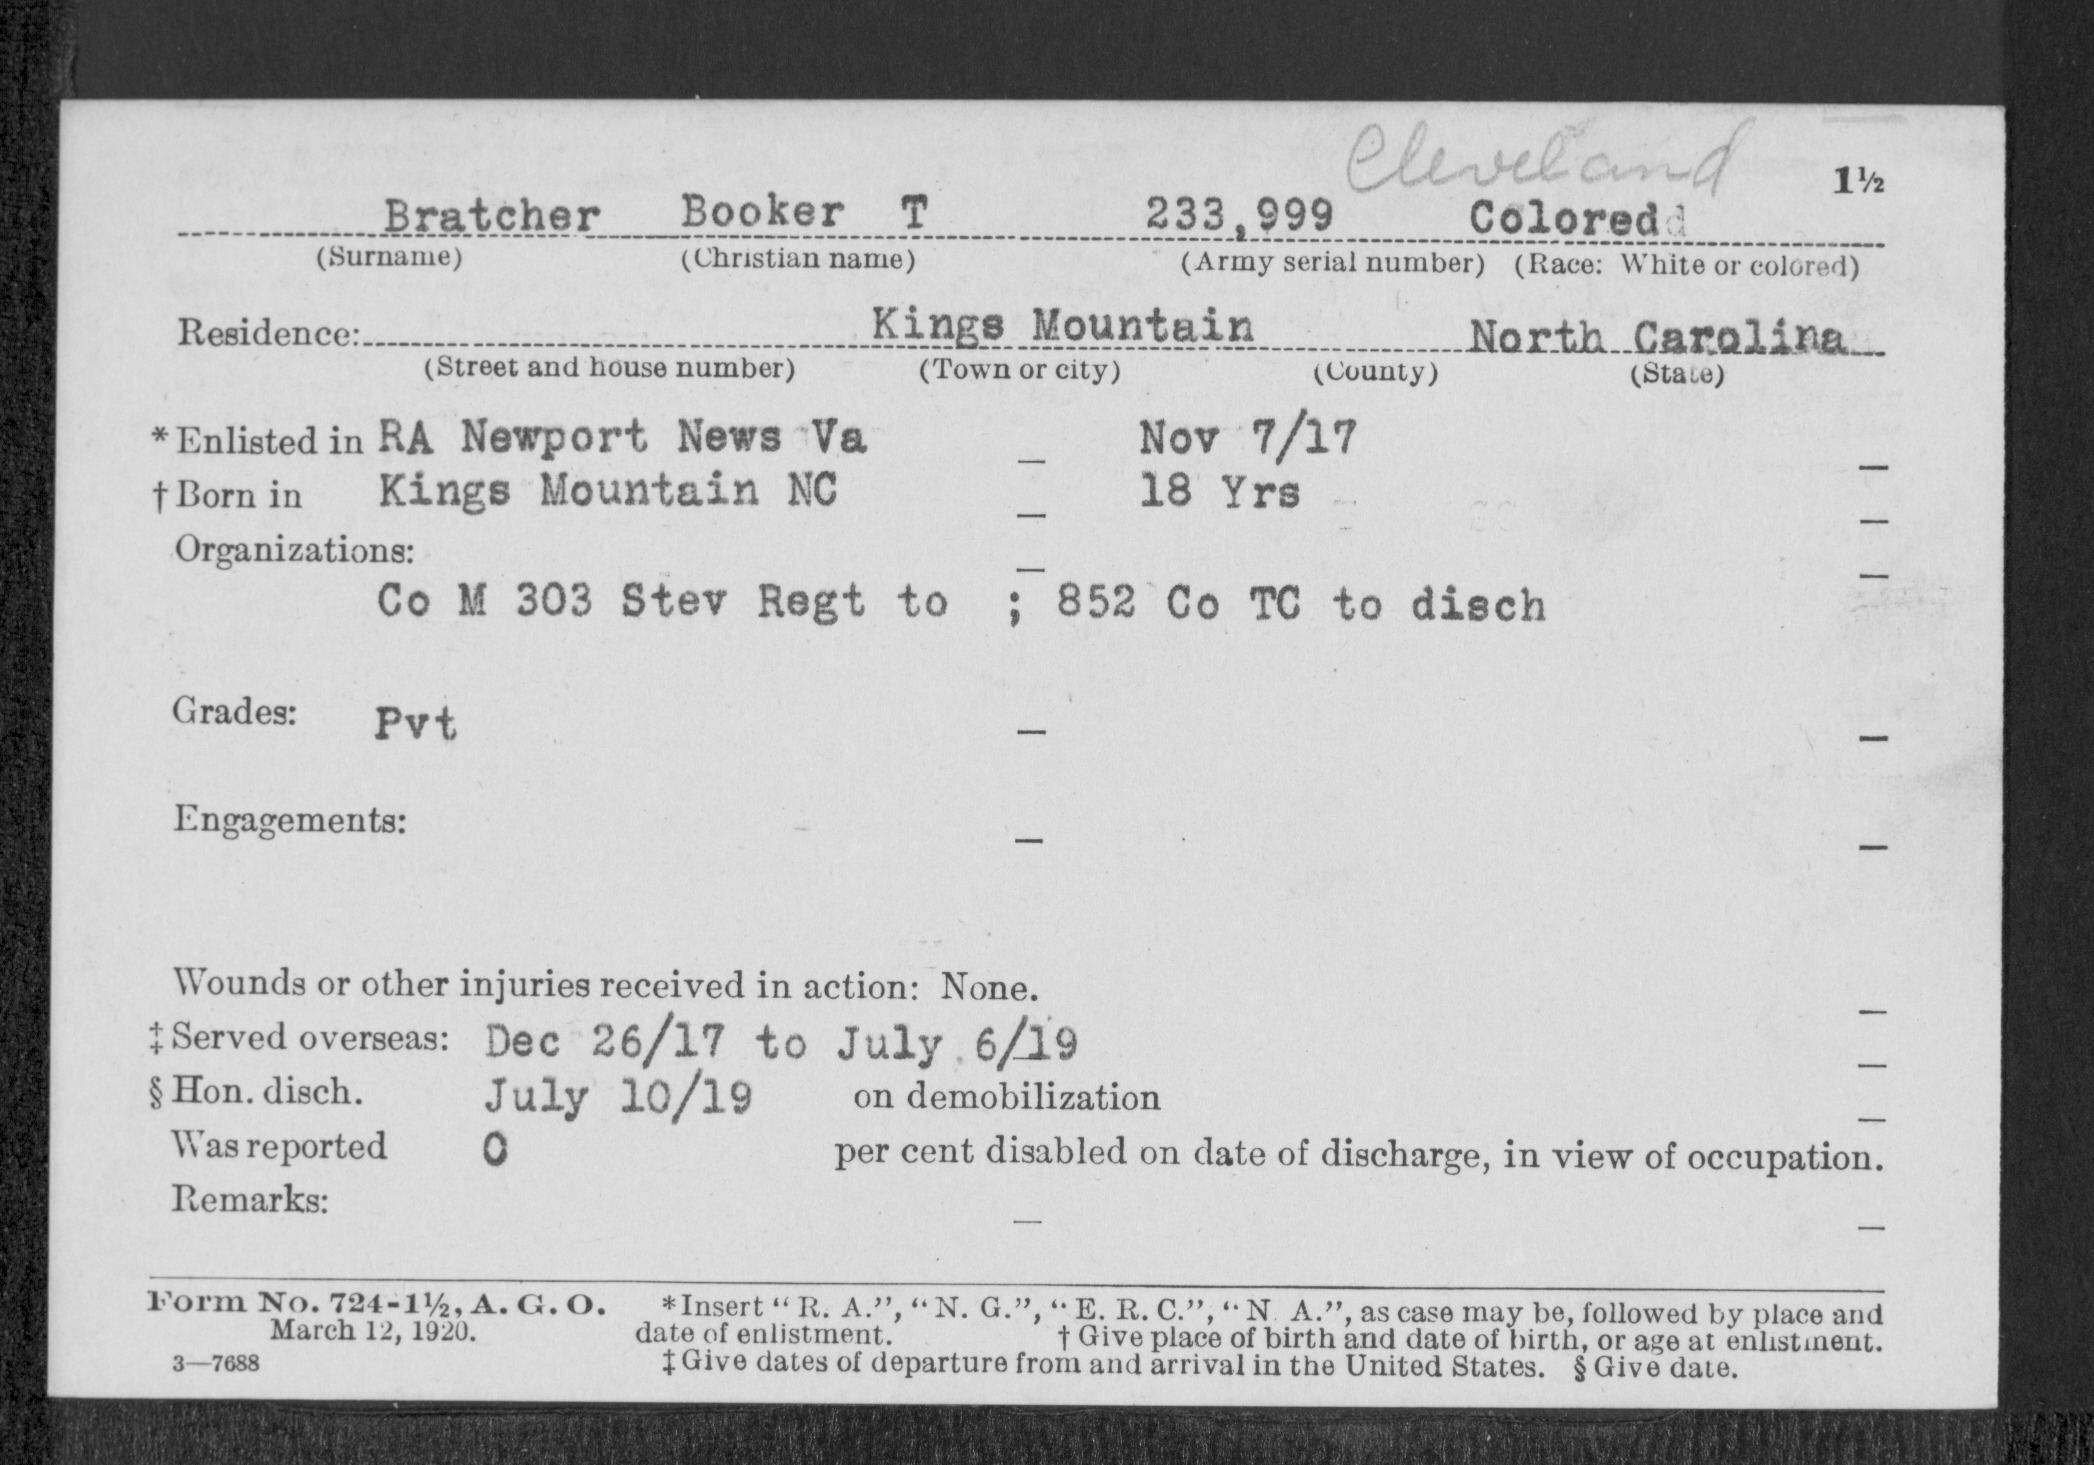 Cleveland
1½
Bratcher Booker T 233,999 Colored
(Surname) (Christian name) (Army serial number) (Race: White or colored)
Residence: Kings Mountain North Carolina
(Street and house number) (Town or city) (County) (State)
* Enlisted in RA Newport News Va _ Nov 7/17 _
† Born in Kings Mountain NC _ 18 Yrs _
Organizations: _ _
Co M 303 Stev Regt to ; 852 Co TC to disch
Grades: Pvt _ _
Engagements: _ _
Wounds or other injuries received in action: None. _
‡ Served overseas: Dec 26/17 to July 6/19 _
§ Hon. disch. July 10/19 on demobilization _
Was reported 0 per cent disabled on date of discharge, in view of occupation.
Remarks: _ _
Form No. 724-1½, A. G. O. *Insert "R. A.", "N. G.", "E. R. C.", "N. A.", as case may be, followed by place and
March 12, 1920. date of enlistment. † Give place of birth and date of birth, or age at enlistment.
3—7688 ‡ Give dates of departure from and arrival in the United States. § Give date.